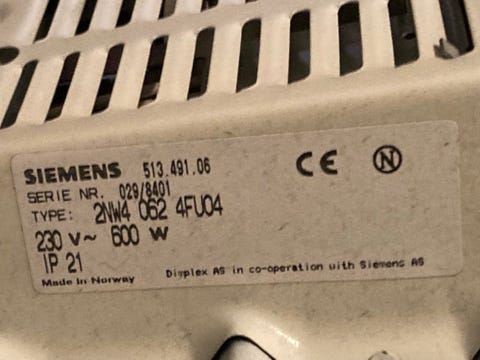 SIEMENS 513.491.06
SERIE NR. 029/8401
TYPE: 2NW4 062 4FU04
230 V~ 600 W
IP 21
Made in Norway
Dimplex AS in co-operation with Siemens AS
CE
N